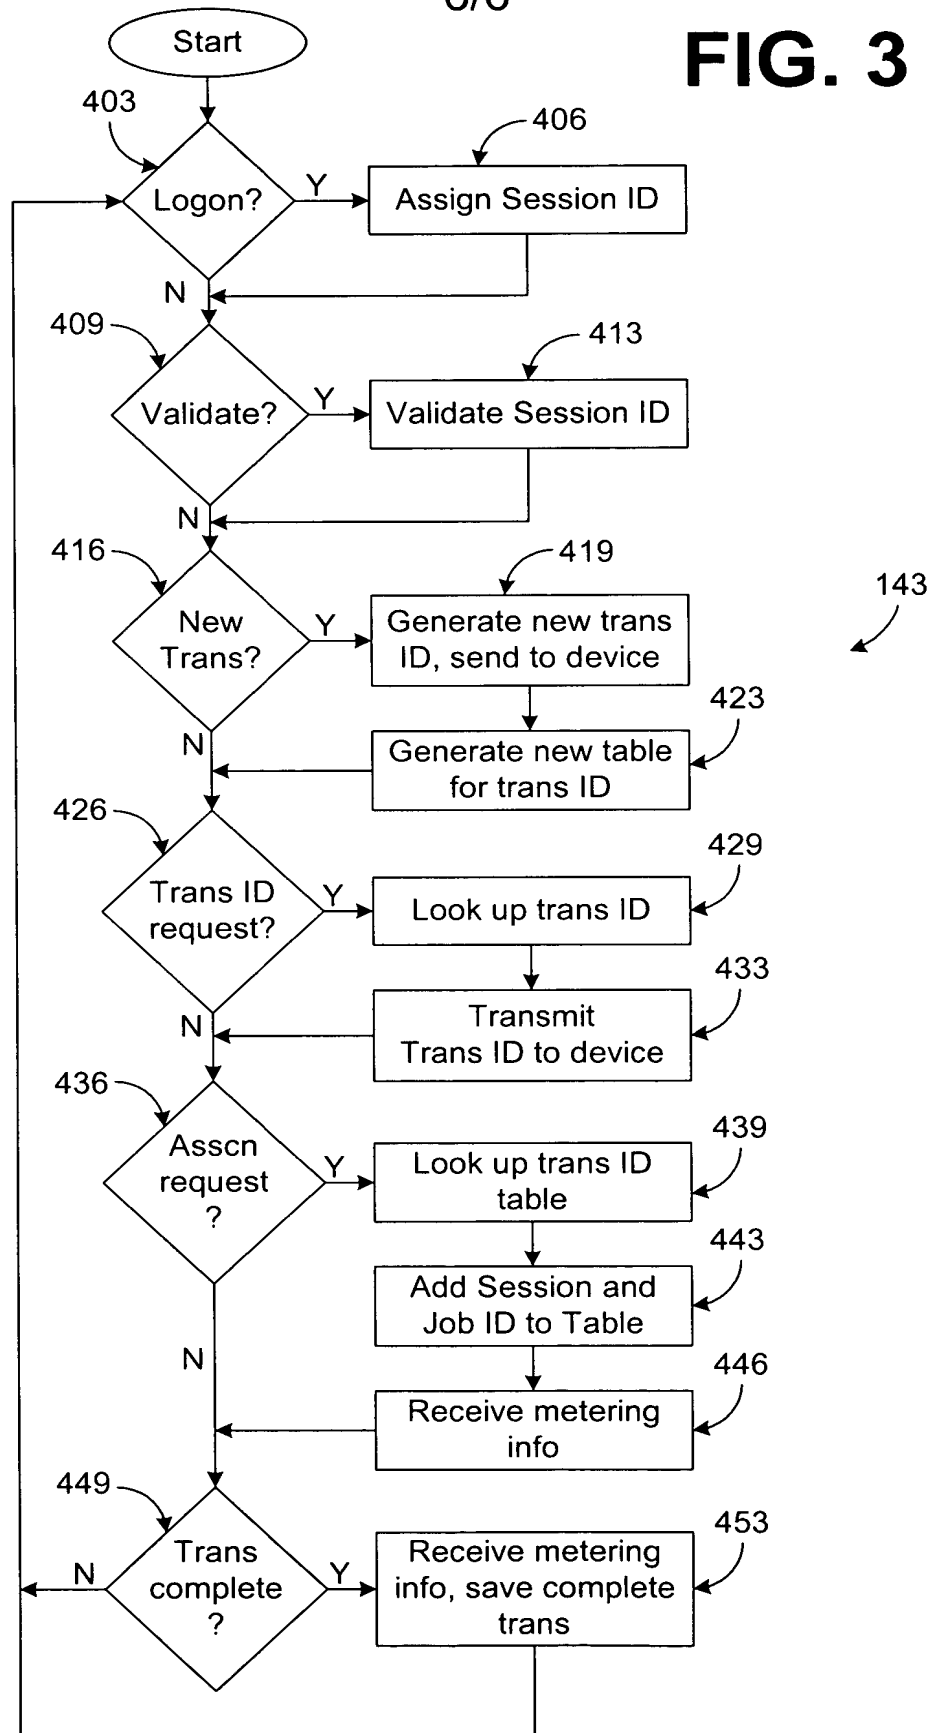 FIG. 3
Start
403
406
Logon?
Y
Assign Session ID
N
409
413
Validate?
Y
Validate Session ID
N
416
419
143
New
Trans?
Y
Generate new trans
ID, send to device
423
N
Generate new table
for trans ID
426
429
Trans ID
request?
Y
Look up trans ID
433
N
Transmit
Trans ID to device
436
439
Asscn
request
?
Y
Look up trans ID
table
443
Add Session and
Job ID to Table
N
446
Receive metering
info
449
453
Trans
complete
?
N
Y
Receive metering
info, save complete
trans